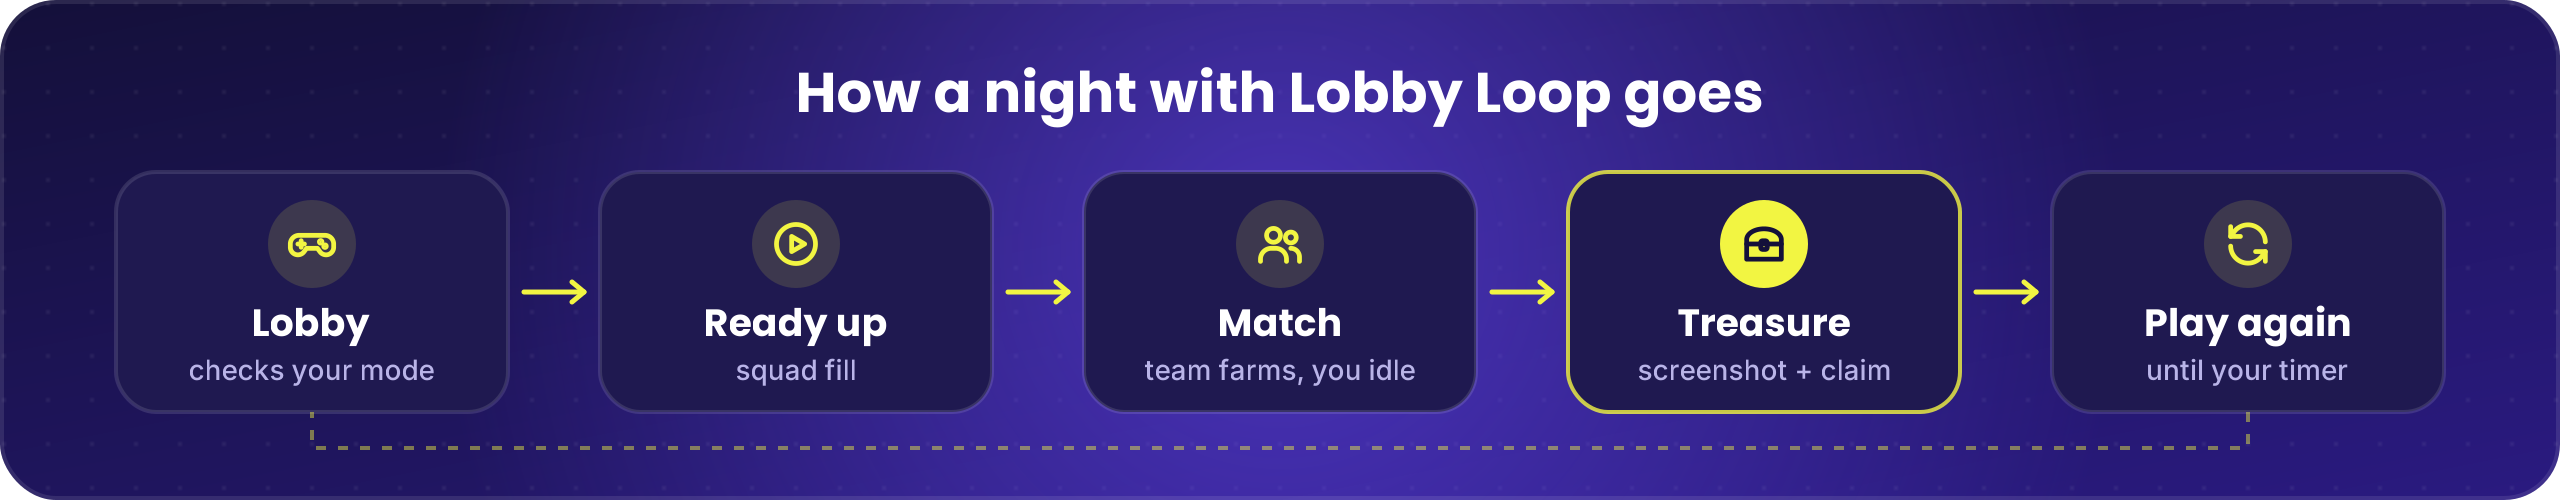 How a night with Lobby Loop goes
Lobby
checks your mode
Ready up
squad fill
Match
team farms, you idle
Treasure
screenshot + claim
Play again
until your timer